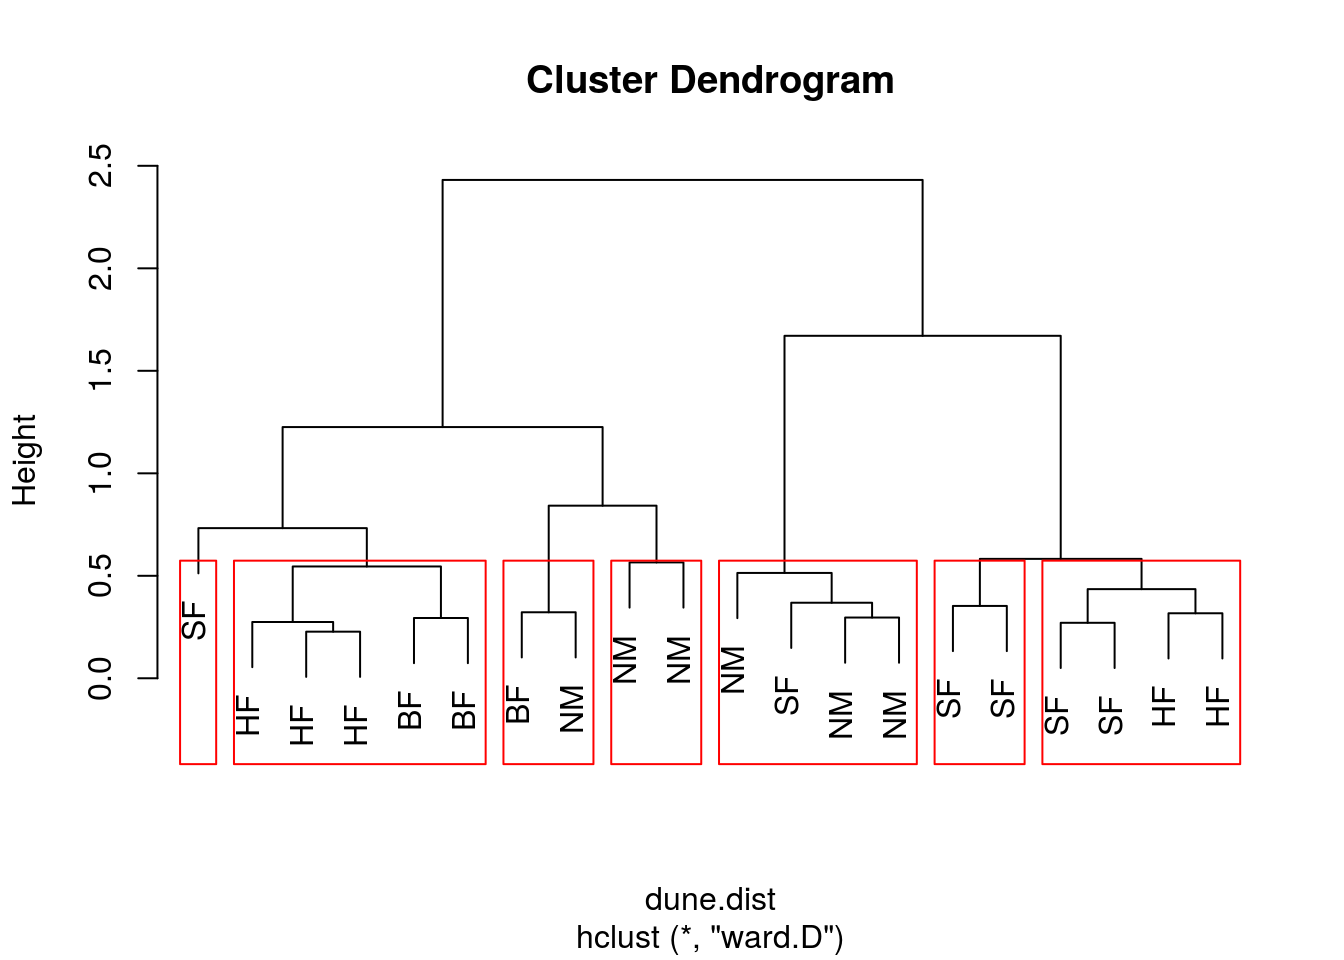 Cluster Dendrogram
Height
2.5
2.0
1.5
1.0
0.5
0.0
SF
HF
HF
HF
BF
BF
BF
NM
NM
NM
NM
SF
NM
NM
SF
SF
SF
SF
HF
HF
dune.dist
hclust (*, "ward.D")